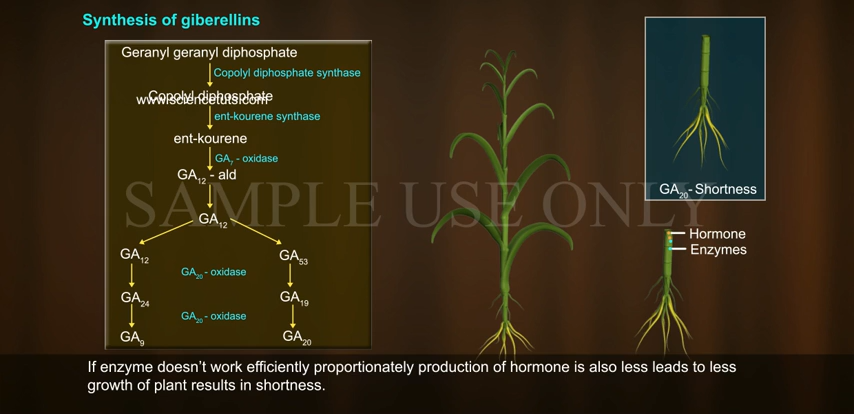 Synthesis of giberellins
Geranyl geranyl diphosphate
Copolyl diphosphate synthase
Copolyl diphosphate
www.sciencetuts.com
ent-kourene synthase
ent-kourene
GA7 - oxidase
GA12 - ald
GA12
GA12
GA53
GA20 - oxidase
GA24
GA19
GA20 - oxidase
GA9
GA20
SAMPLE USE ONLY
GA20 - Shortness
Hormone
Enzymes
If enzyme doesn't work efficiently proportionately production of hormone is also less leads to less
growth of plant results in shortness.